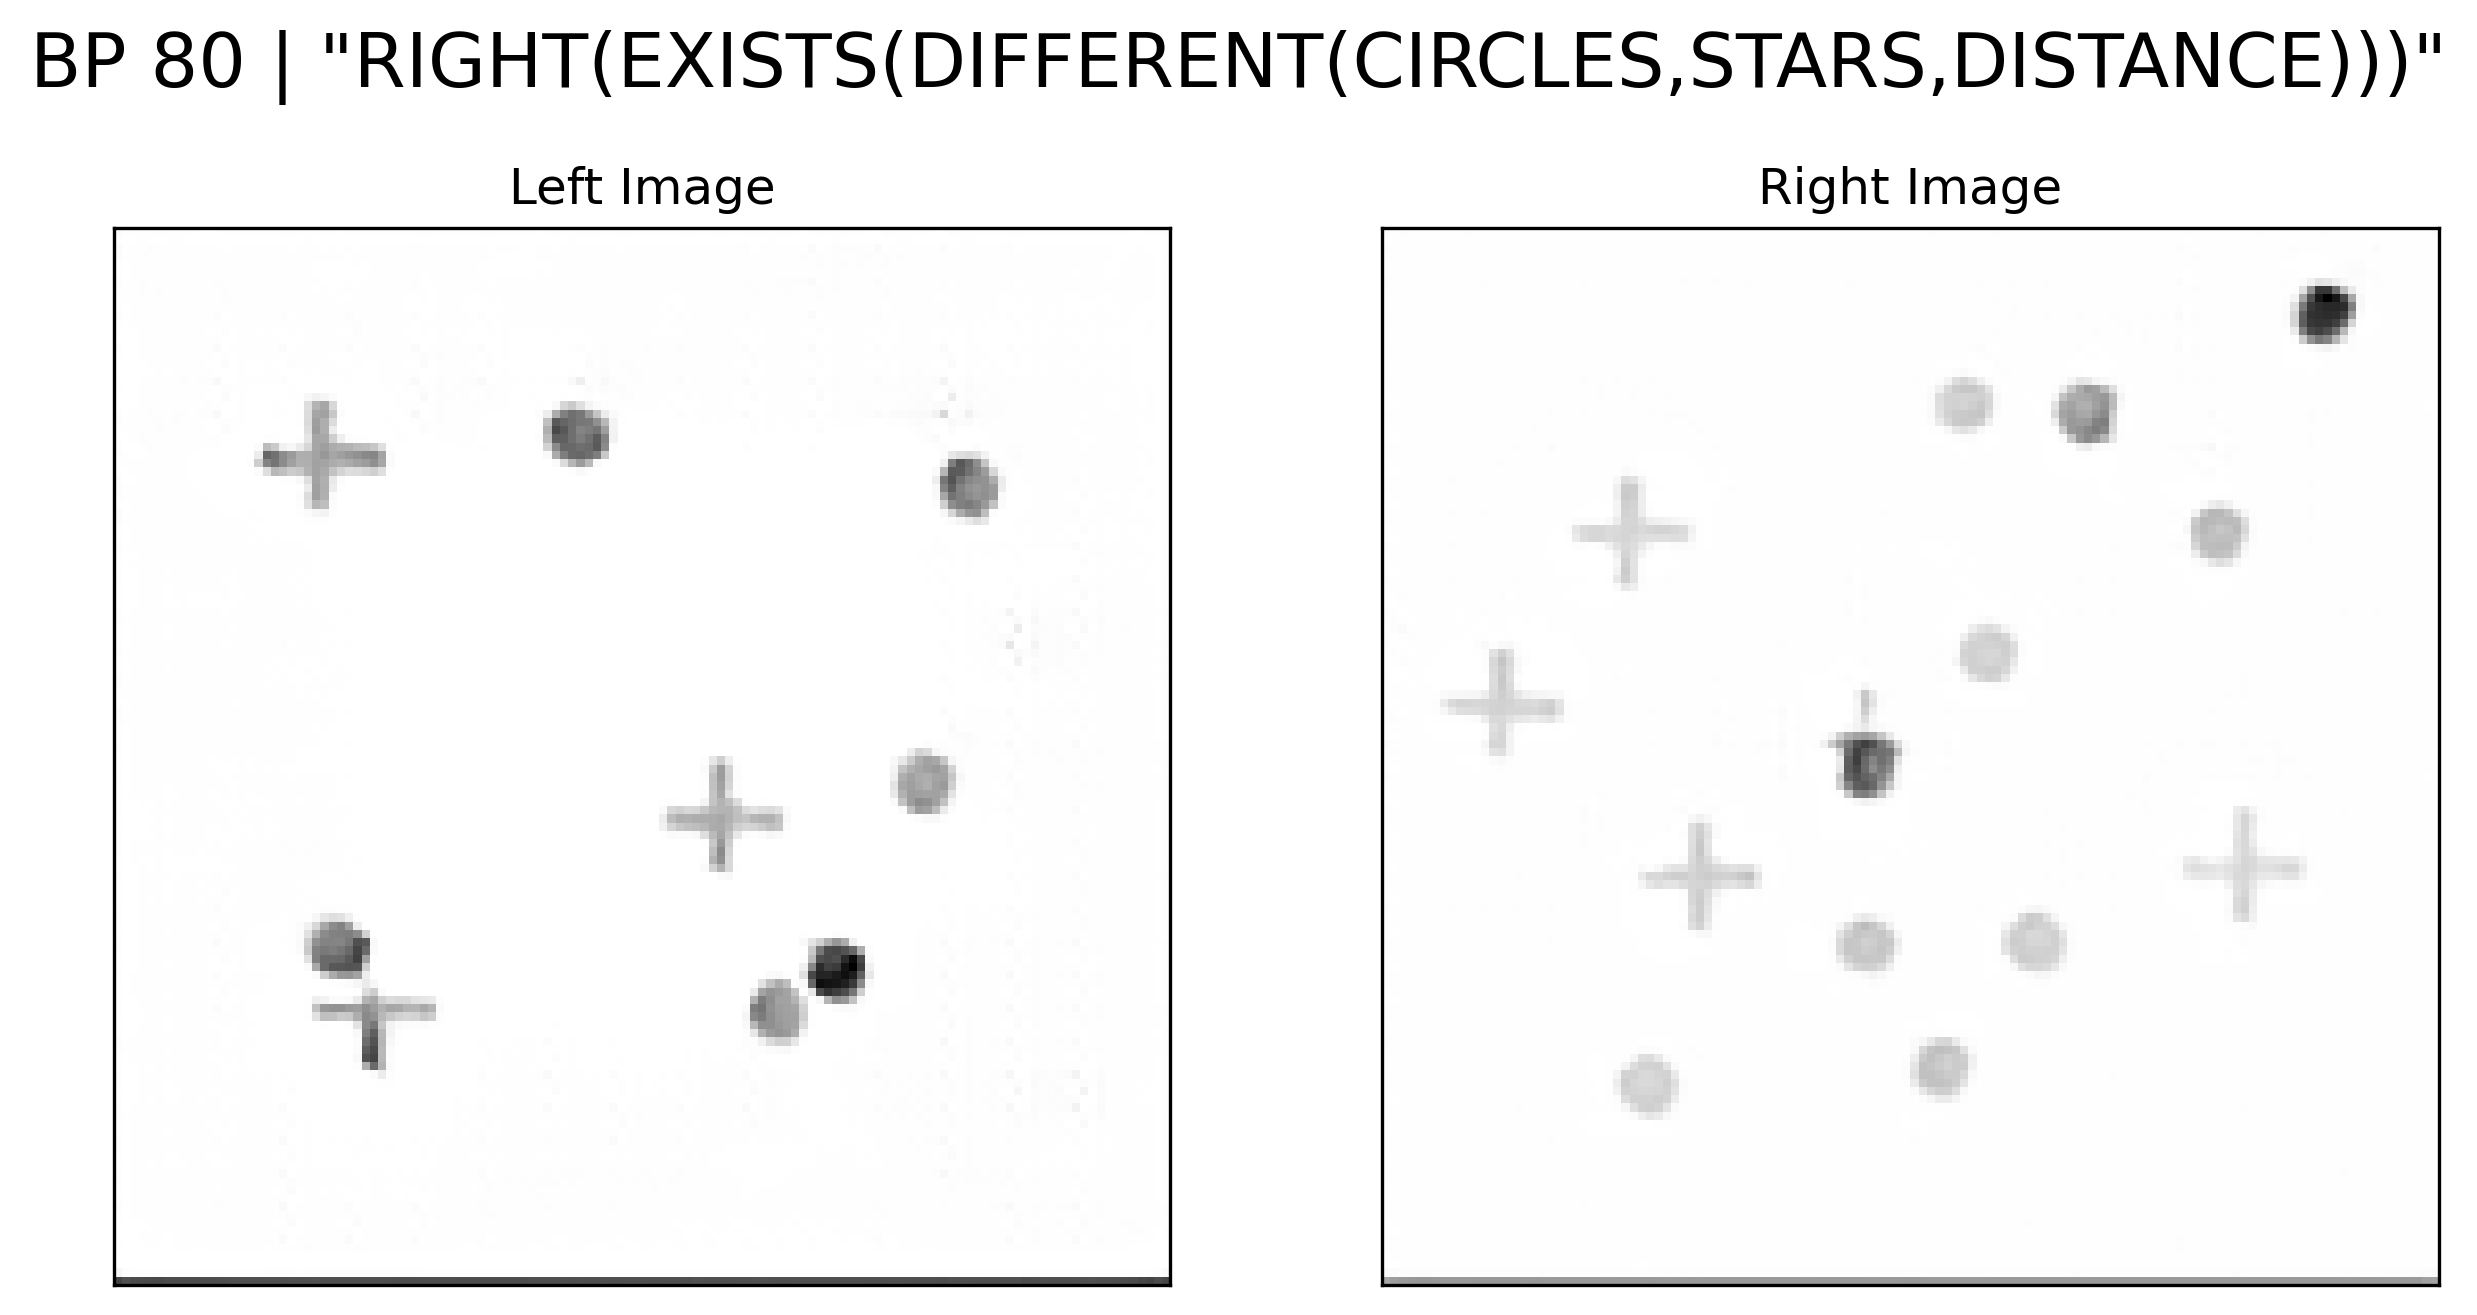 BP 80 | "RIGHT(EXISTS(DIFFERENT(CIRCLES,STARS,DISTANCE)))"
Left Image
Right Image